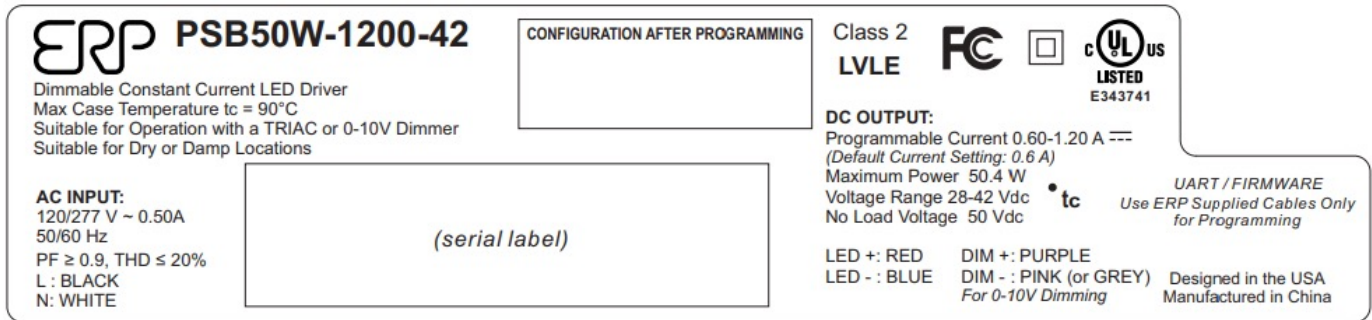 ERP PSB50W-1200-42
Dimmable Constant Current LED Driver
Max Case Temperature tc = 90°C
Suitable for Operation with a TRIAC or 0-10V Dimmer
Suitable for Dry or Damp Locations
AC INPUT:
120/277 V ~ 0.50A
50/60 Hz
PF ≥ 0.9, THD ≤ 20%
L : BLACK
N: WHITE
CONFIGURATION AFTER PROGRAMMING
(serial label)
Class 2
LVLE
FC
C UL US
LISTED
E343741
DC OUTPUT:
Programmable Current 0.60-1.20 A ⎓
(Default Current Setting: 0.6 A)
Maximum Power 50.4 W
Voltage Range 28-42 Vdc
No Load Voltage 50 Vdc
• tc
LED +: RED
LED - : BLUE
DIM +: PURPLE
DIM - : PINK (or GREY)
For 0-10V Dimming
UART / FIRMWARE
Use ERP Supplied Cables Only
for Programming
Designed in the USA
Manufactured in China